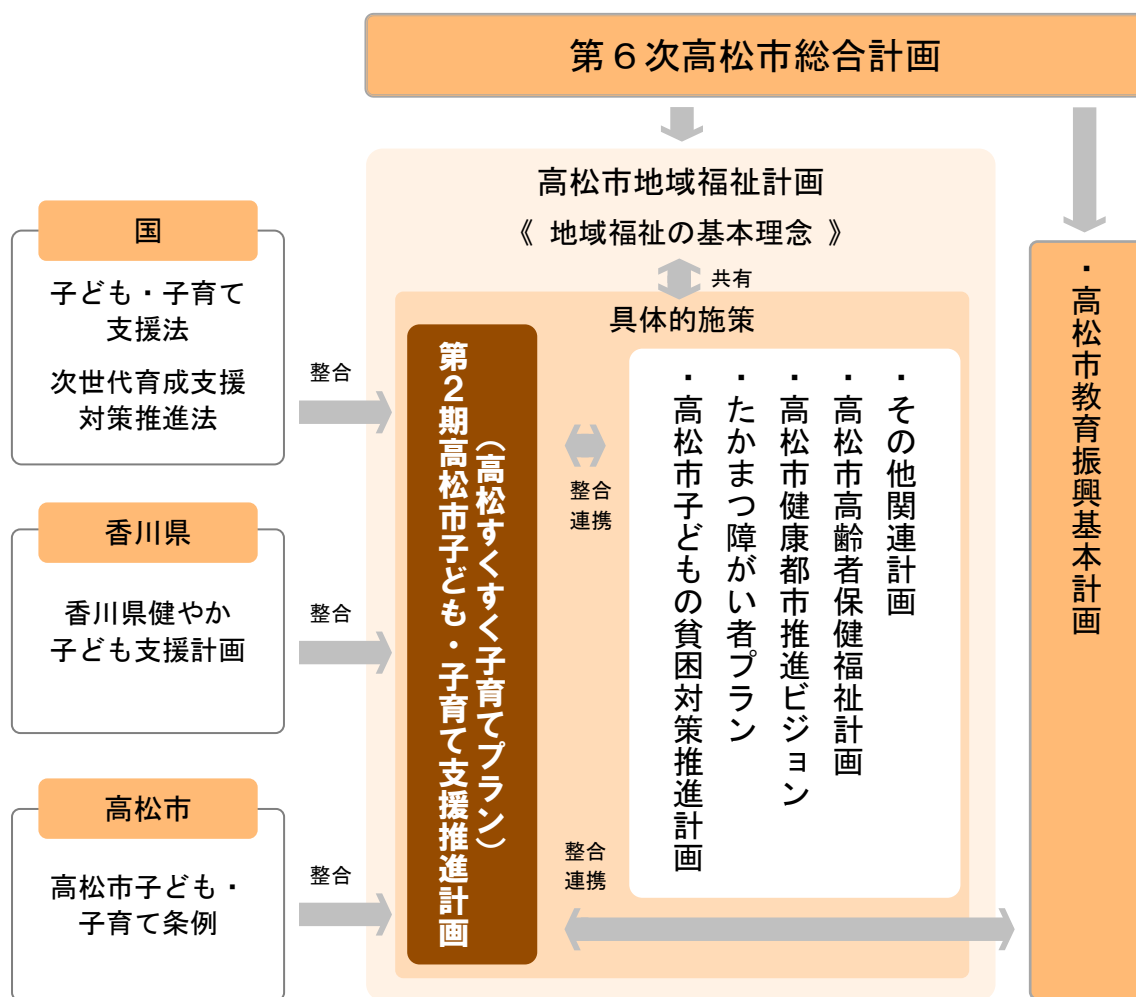 第６次高松市総合計画
高松市地域福祉計画
《 地域福祉の基本理念 》
共有
具体的施策
国
子ども・子育て
支援法
次世代育成支援
対策推進法
整合
香川県
香川県健やか
子ども支援計画
整合
高松市
高松市子ども・
子育て条例
整合
第２期高松市子ども・子育て支援推進計画
（高松すくすく子育てプラン）
整合
連携
・その他関連計画
・高松市高齢者保健福祉計画
・高松市健康都市推進ビジョン
・たかまつ障がい者プラン
・高松市子どもの貧困対策推進計画
整合
連携
・高松市教育振興基本計画